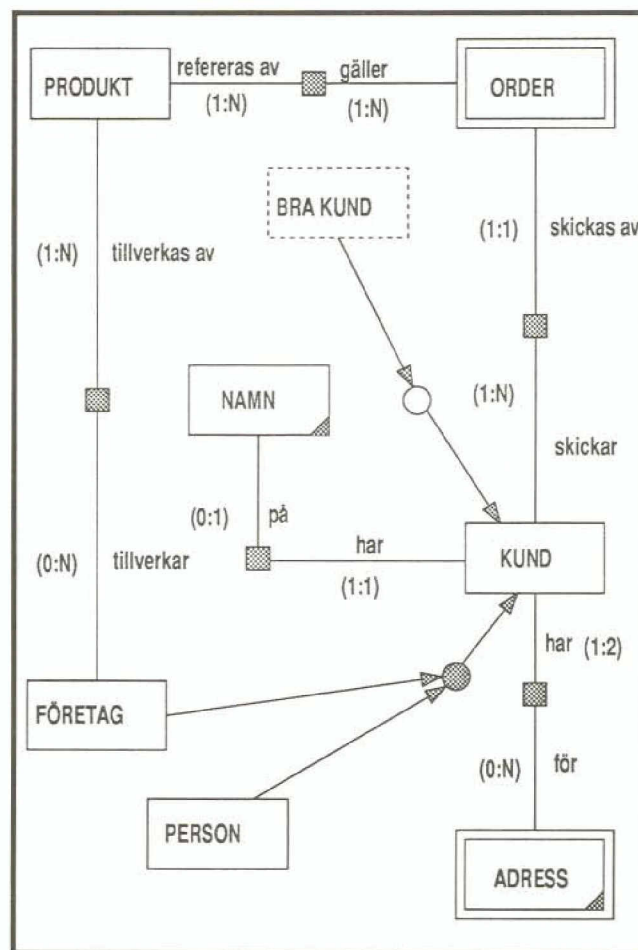 PRODUKT refereras av gäller ORDER
(1:N) (1:N)
BRA KUND
(1:N) tillverkas av
(1:1) skickas av
NAMN
(1:N)
skickar
(0:1) på
har
(1:1)
KUND
(0:N) tillverkar
har (1:2)
FÖRETAG
(0:N) för
PERSON
ADRESS